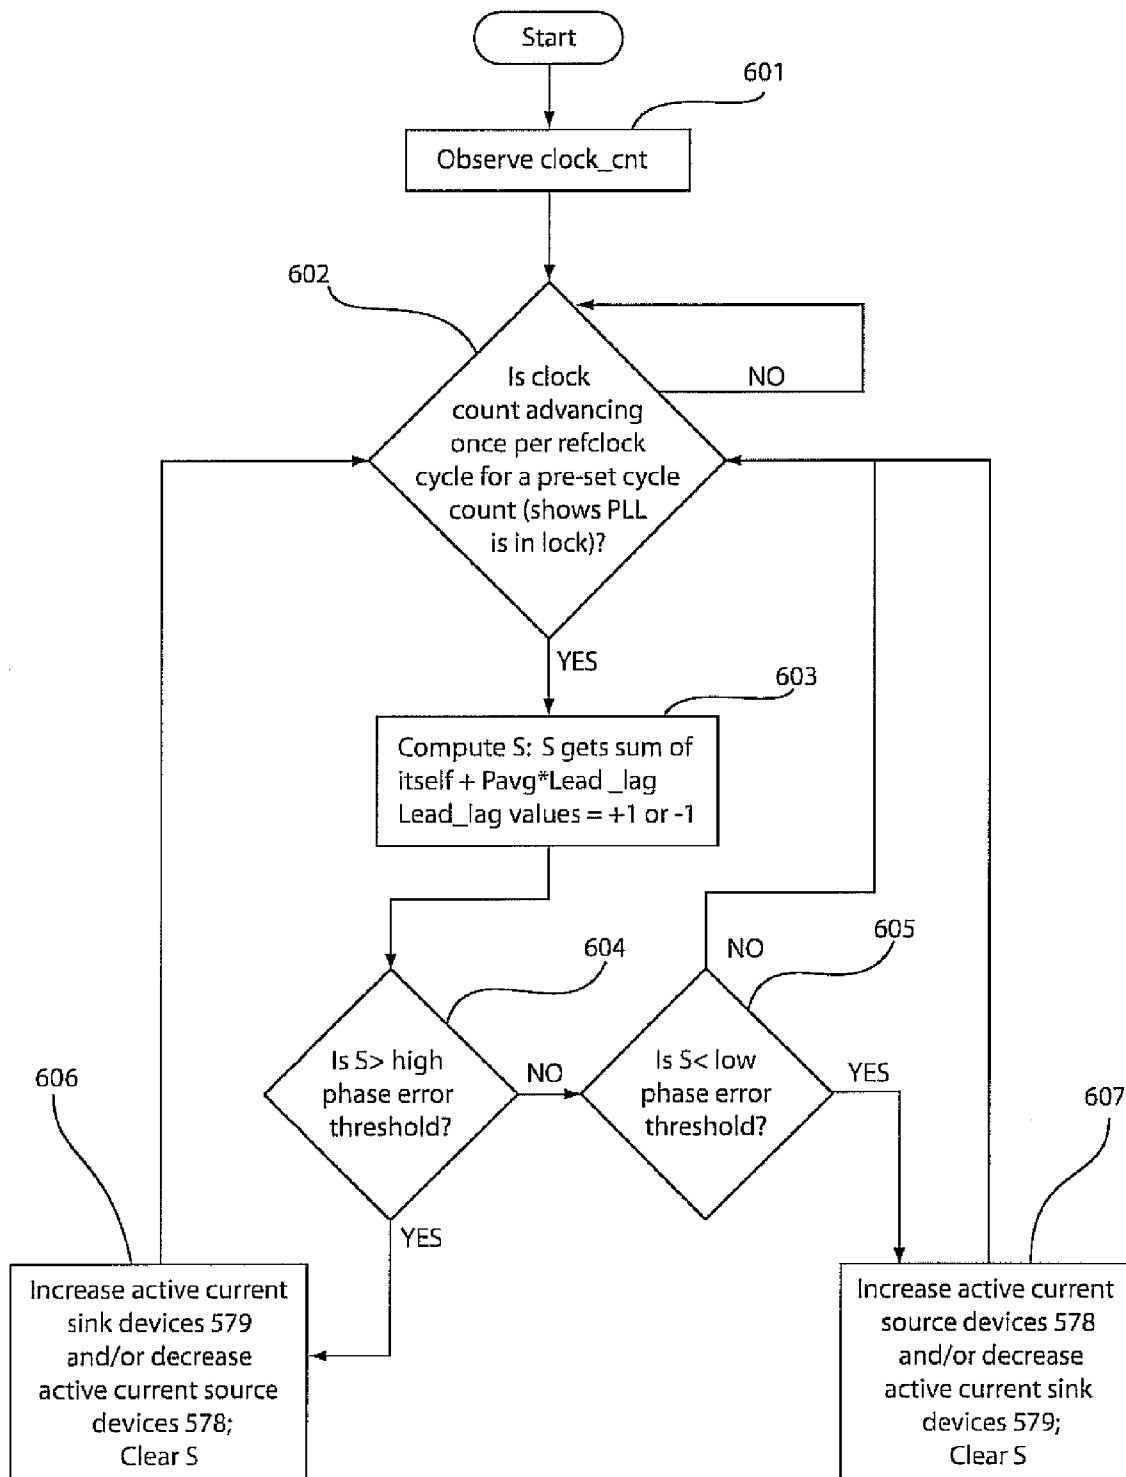 Start
601
Observe clock_cnt
602
Is clock
count advancing
once per refclock
cycle for a pre-set cycle
count (shows PLL
is in lock)?
NO
YES
603
Compute S: S gets sum of
itself + Pavg*Lead _lag
Lead_lag values = +1 or -1
604
605
NO
Is S> high
phase error
threshold?
NO
Is S< low
phase error
threshold?
YES
606
607
YES
Increase active current
sink devices 579
and/or decrease
active current source
devices 578;
Clear S
Increase active current
source devices 578
and/or decrease
active current sink
devices 579;
Clear S